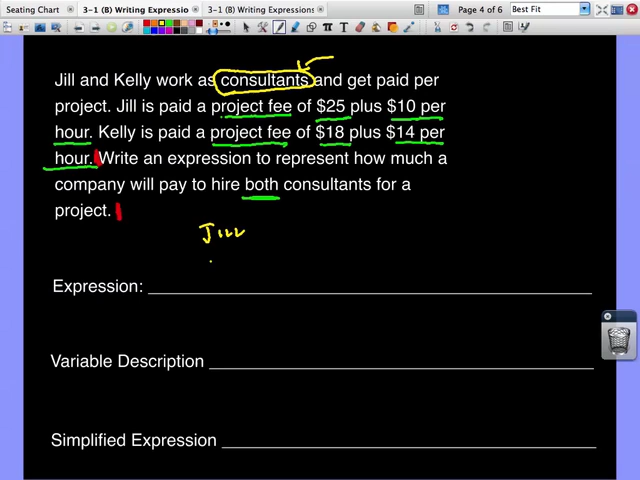 Seating Chart 3–1 (B) Writing Expressio 3–1 (B) Writing Expressions
Page 4 of 6 Best Fit
Jill and Kelly work as consultants and get paid per
project. Jill is paid a project fee of $25 plus $10 per
hour. Kelly is paid a project fee of $18 plus $14 per
hour. Write an expression to represent how much a
company will pay to hire both consultants for a
project.
Jill
Expression:
Variable Description
Simplified Expression